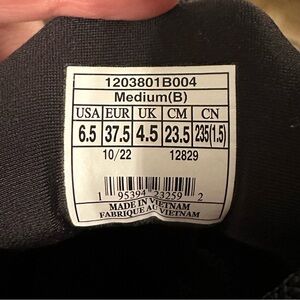 1203801B004
Medium(B)
USA EUR UK CM CN
6.5 37.5 4.5 23.5 235(1.5)
10/22 12829
1 95394 23259 2
MADE IN VIETNAM
FABRIQUE AU VIETNAM